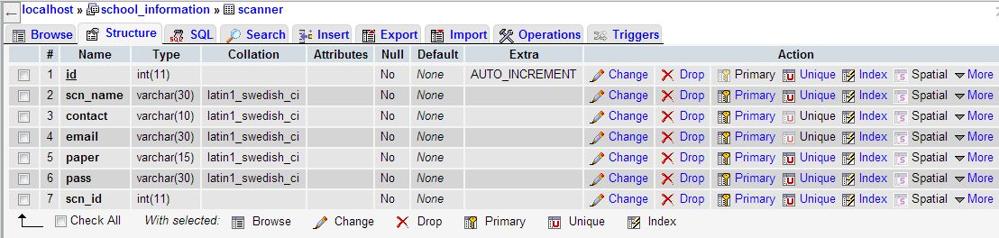 localhost » school_information » scanner
Browse Structure SQL Search Insert Export Import Operations Triggers
# Name Type Collation Attributes Null Default Extra Action
1 id int(11) No None AUTO_INCREMENT Change Drop Primary Unique Index Spatial More
2 scn_name varchar(30) latin1_swedish_ci No None Change Drop Primary Unique Index Spatial More
3 contact varchar(10) latin1_swedish_ci No None Change Drop Primary Unique Index Spatial More
4 email varchar(30) latin1_swedish_ci No None Change Drop Primary Unique Index Spatial More
5 paper varchar(15) latin1_swedish_ci No None Change Drop Primary Unique Index Spatial More
6 pass varchar(30) latin1_swedish_ci No None Change Drop Primary Unique Index Spatial More
7 scn_id int(11) No None Change Drop Primary Unique Index Spatial More
Check All With selected: Browse Change Drop Primary Unique Index